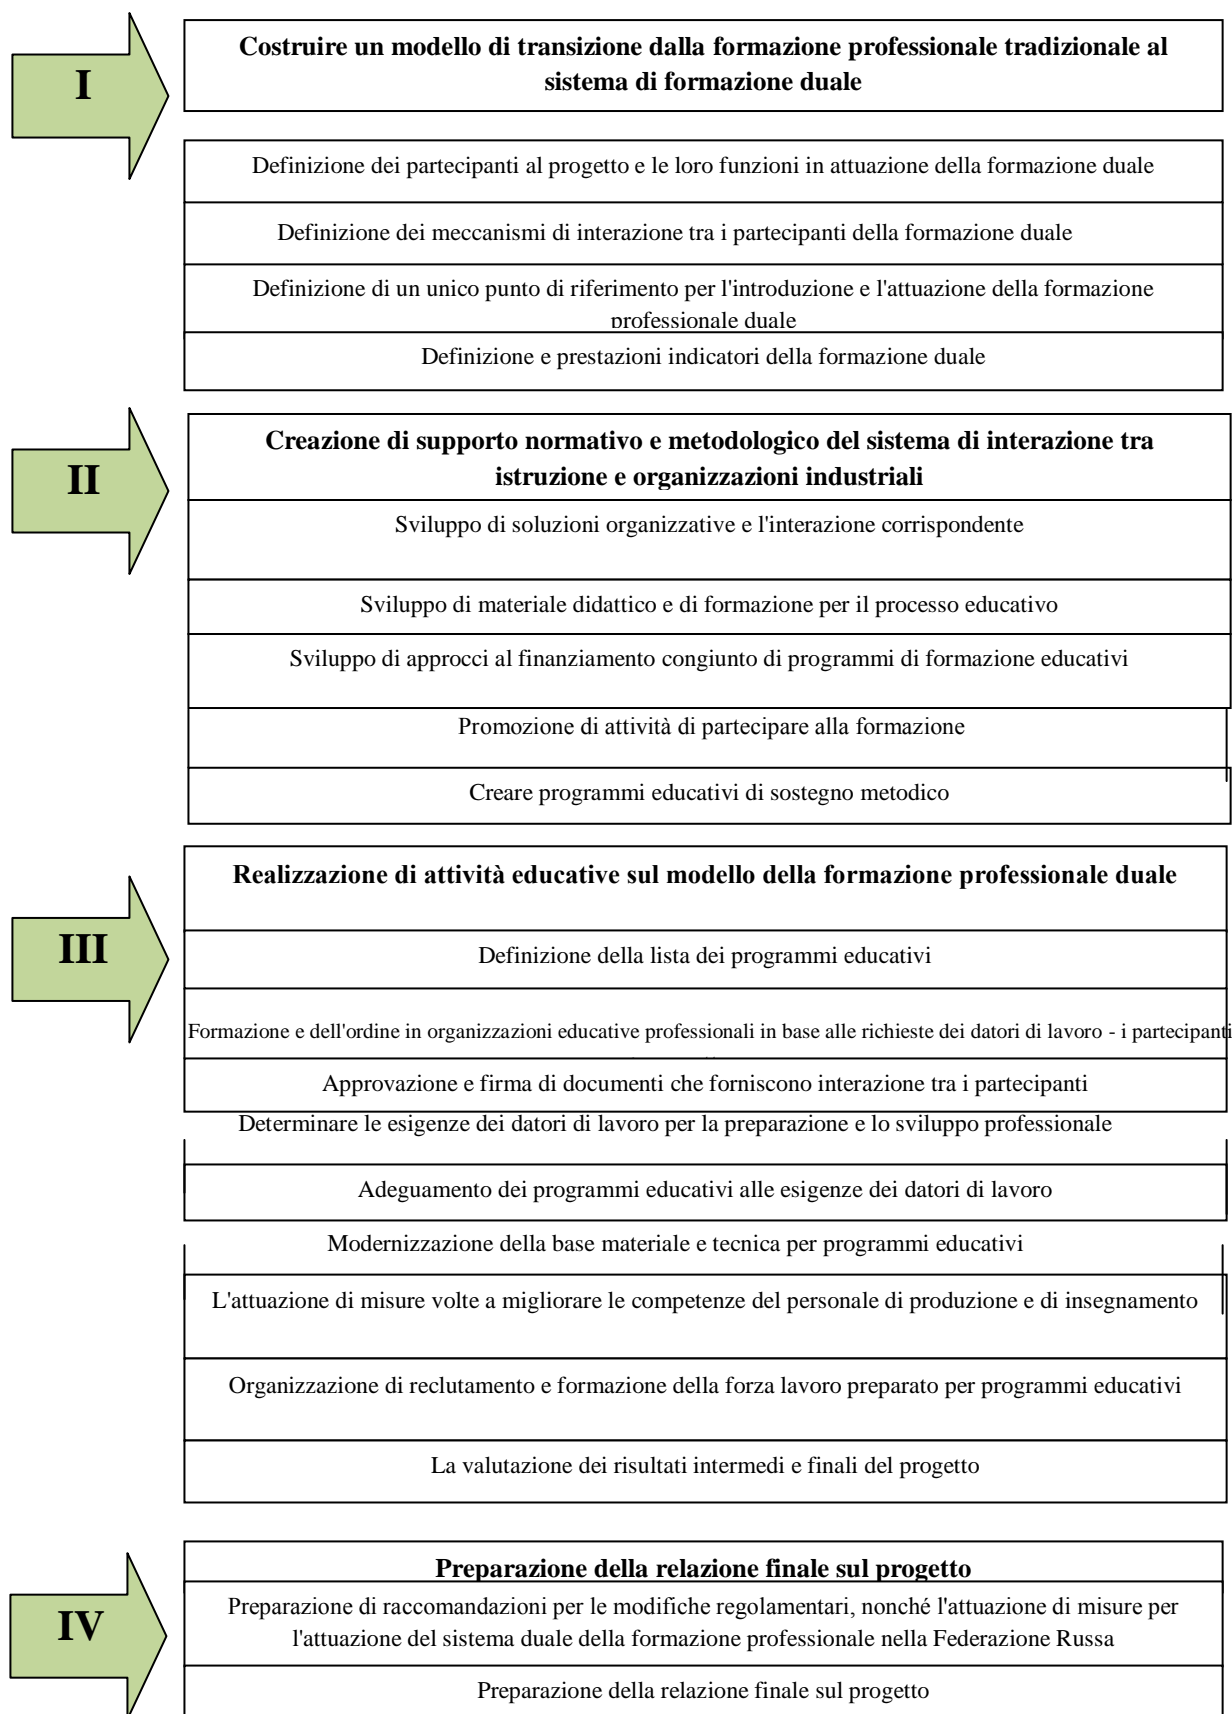 I
Costruire un modello di transizione dalla formazione professionale tradizionale al
sistema di formazione duale
Definizione dei partecipanti al progetto e le loro funzioni in attuazione della formazione duale
Definizione dei meccanismi di interazione tra i partecipanti della formazione duale
Definizione di un unico punto di riferimento per l'introduzione e l'attuazione della formazione
professionale duale
Definizione e prestazioni indicatori della formazione duale
II
Creazione di supporto normativo e metodologico del sistema di interazione tra
istruzione e organizzazioni industriali
Sviluppo di soluzioni organizzative e l'interazione corrispondente
Sviluppo di materiale didattico e di formazione per il processo educativo
Sviluppo di approcci al finanziamento congiunto di programmi di formazione educativi
Promozione di attività di partecipare alla formazione
Creare programmi educativi di sostegno metodico
III
Realizzazione di attività educative sul modello della formazione professionale duale
Definizione della lista dei programmi educativi
Formazione e dell'ordine in organizzazioni educative professionali in base alle richieste dei datori di lavoro - i partecipanti
Approvazione e firma di documenti che forniscono interazione tra i partecipanti
Determinare le esigenze dei datori di lavoro per la preparazione e lo sviluppo professionale
Adeguamento dei programmi educativi alle esigenze dei datori di lavoro
Modernizzazione della base materiale e tecnica per programmi educativi
L'attuazione di misure volte a migliorare le competenze del personale di produzione e di insegnamento
Organizzazione di reclutamento e formazione della forza lavoro preparato per programmi educativi
La valutazione dei risultati intermedi e finali del progetto
IV
Preparazione della relazione finale sul progetto
Preparazione di raccomandazioni per le modifiche regolamentari, nonché l'attuazione di misure per
l'attuazione del sistema duale della formazione professionale nella Federazione Russa
Preparazione della relazione finale sul progetto